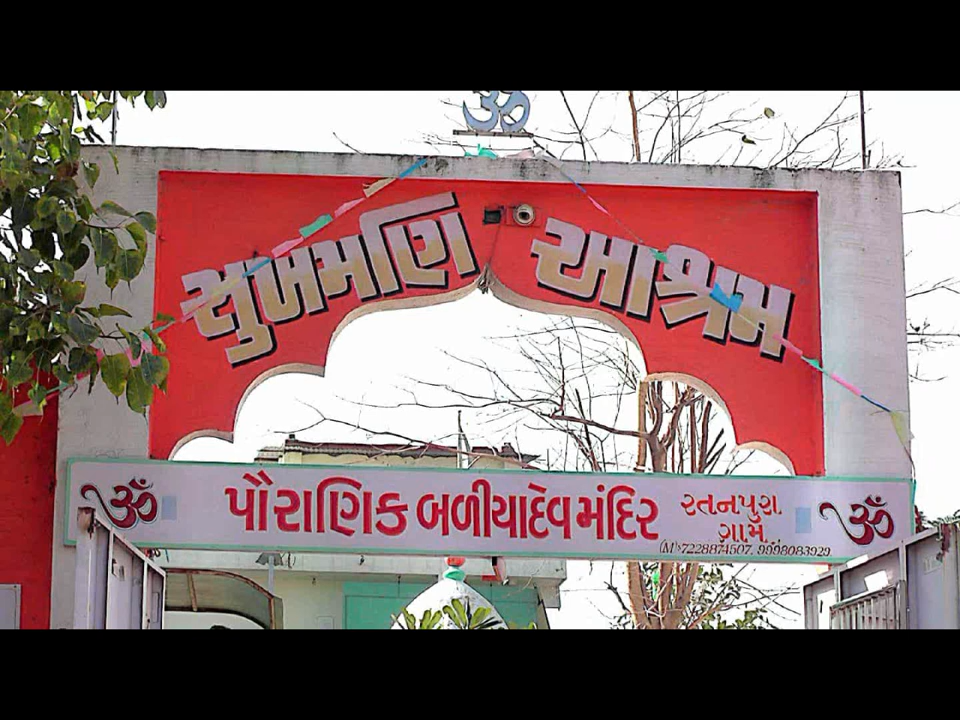 ૐ
સુખમણિ આશ્રમ
ૐ પૌરાણિક બળીયાદેવ મંદિર રતનપુરા ગામ. ૐ
(M) 7228874507, 9998083929